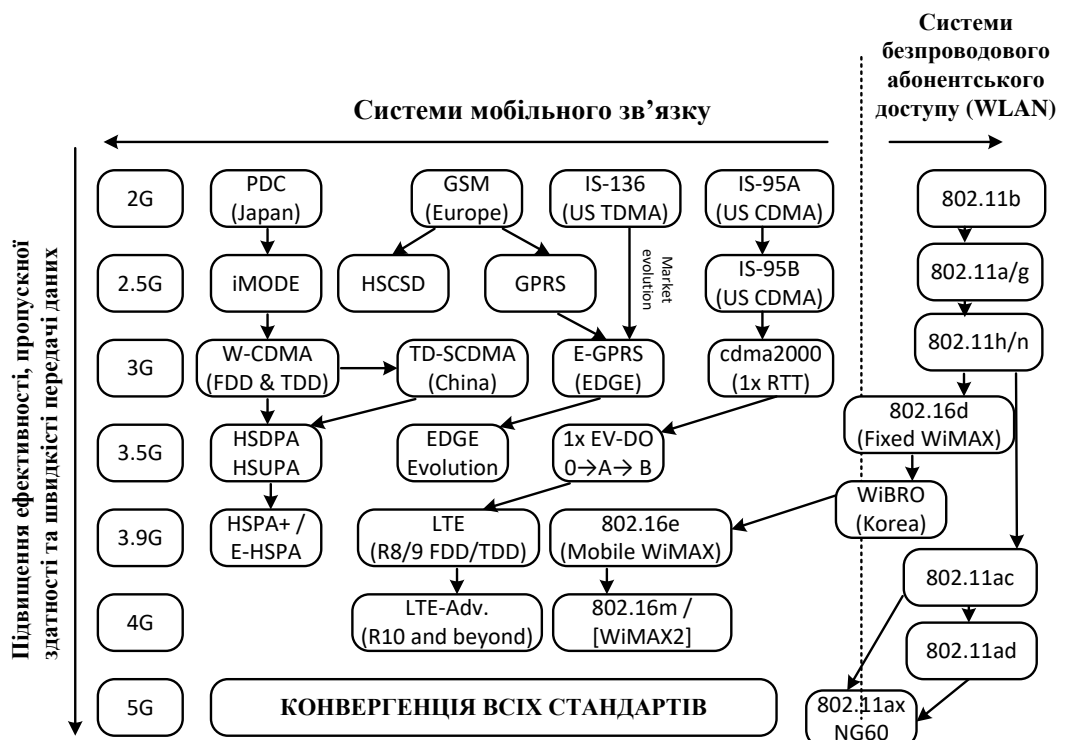 Системи
безпроводового
абонентського
доступу (WLAN)
Системи мобільного зв’язку
Підвищення ефективності, пропускної
здатності та швидкісті передачі даних
2G
PDC
(Japan)
GSM
(Europe)
IS-136
(US TDMA)
IS-95A
(US CDMA)
802.11b
2.5G
iMODE
HSCSD
GPRS
Market
evolution
IS-95B
(US CDMA)
802.11a/g
3G
W-CDMA
(FDD & TDD)
TD-SCDMA
(China)
E-GPRS
(EDGE)
cdma2000
(1x RTT)
802.11h/n
3.5G
HSDPA
HSUPA
EDGE
Evolution
1x EV-DO
0→A→ B
802.16d
(Fixed WiMAX)
3.9G
HSPA+ /
E-HSPA
LTE
(R8/9 FDD/TDD)
802.16e
(Mobile WiMAX)
WiBRO
(Korea)
802.11ac
4G
LTE-Adv.
(R10 and beyond)
802.16m /
[WiMAX2]
802.11ad
5G
КОНВЕРГЕНЦІЯ ВСІХ СТАНДАРТІВ
802.11ax
NG60